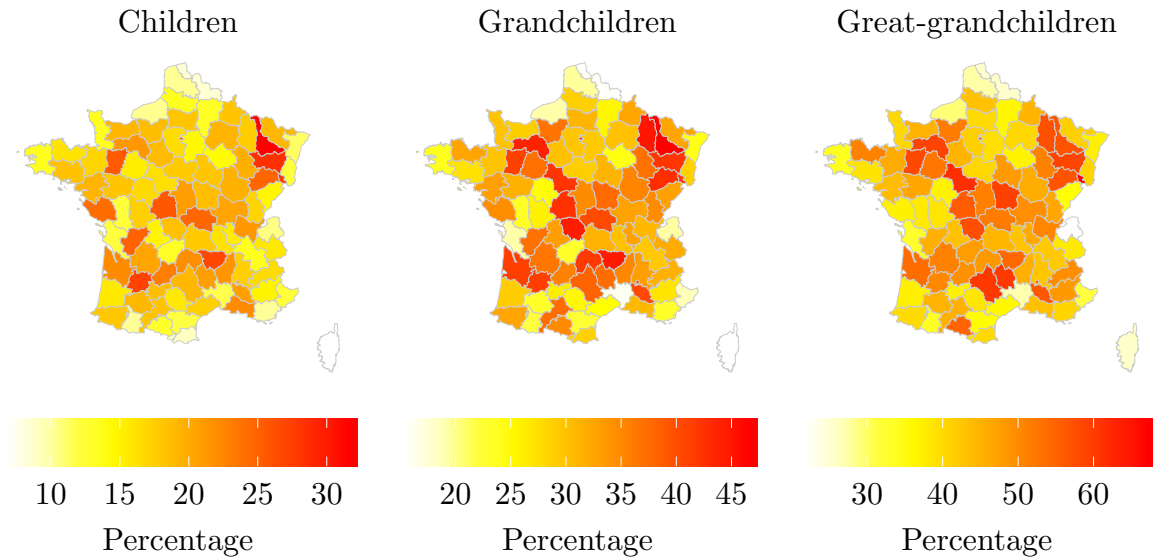 Children
Grandchildren
Great-grandchildren
10 15 20 25 30
20 25 30 35 40 45
30 40 50 60
Percentage
Percentage
Percentage